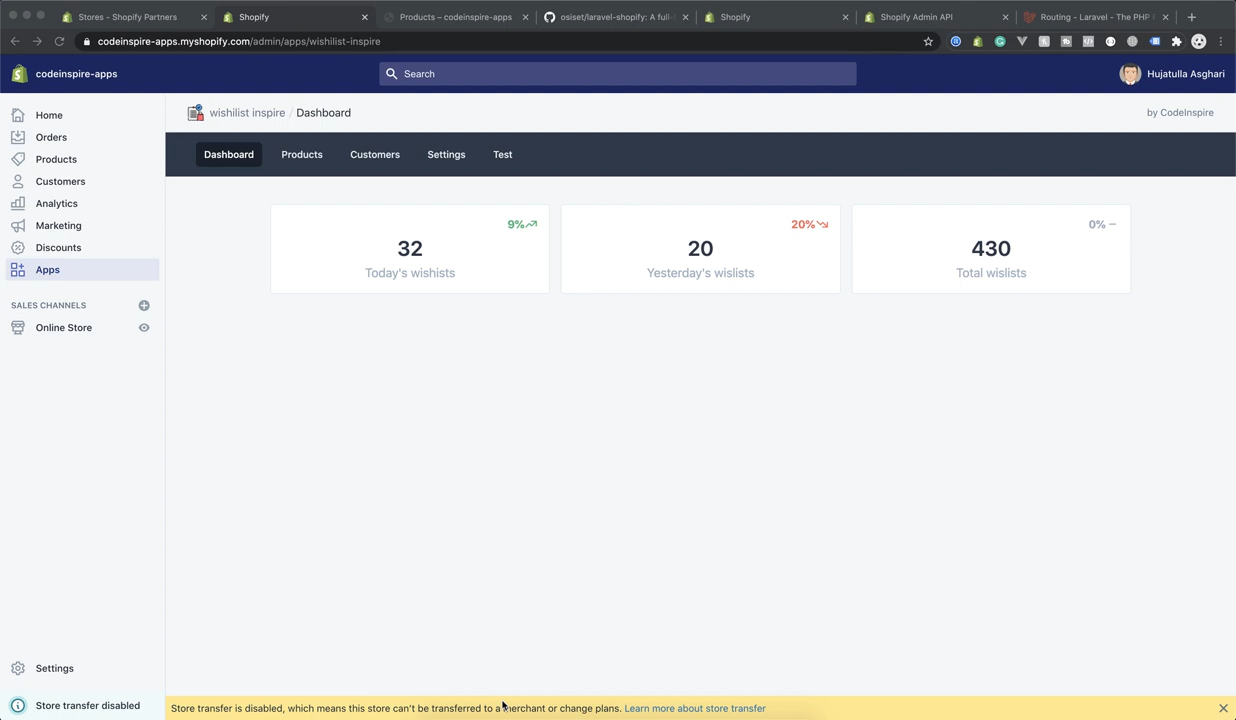 Stores - Shopify Partners
Shopify
Products – codeinspire-apps
osiset/laravel-shopify: A full-
Shopify
Shopify Admin API
Routing - Laravel - The PHP
codeinspire-apps.myshopify.com/admin/apps/wishilist-inspire
codeinspire-apps
Search
Hujatulla Asghari
Home
Orders
Products
Customers
Analytics
Marketing
Discounts
Apps
SALES CHANNELS
Online Store
Settings
Store transfer disabled
wishilist inspire / Dashboard
by CodeInspire
Dashboard
Products
Customers
Settings
Test
9%
32
Today's wishists
20%
20
Yesterday's wislists
0%
430
Total wislists
Store transfer is disabled, which means this store can't be transferred to a merchant or change plans. Learn more about store transfer